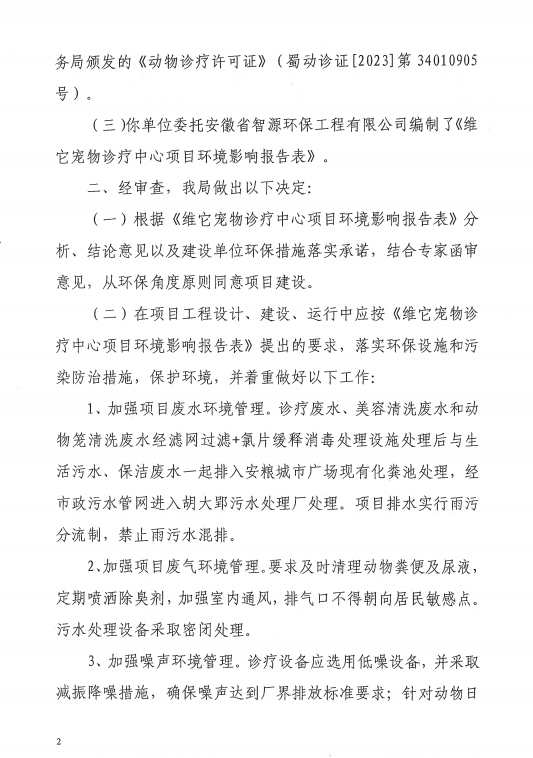 务局颁发的《动物诊疗许可证》（蜀动诊证[2023]第 34010905
号）。
（三）你单位委托安徽省智源环保工程有限公司编制了《维
它宠物诊疗中心项目环境影响报告表》。
二、经审查，我局做出以下决定：
（一）根据《维它宠物诊疗中心项目环境影响报告表》分
析、结论意见以及建设单位环保措施落实承诺，结合专家函审
意见，从环保角度原则同意项目建设。
（二）在项目工程设计、建设、运行中应按《维它宠物诊
疗中心项目环境影响报告表》提出的要求，落实环保设施和污
染防治措施，保护环境，并着重做好以下工作：
1、加强项目废水环境管理。诊疗废水、美容清洗废水和动
物笼清洗废水经滤网过滤+氯片缓释消毒处理设施处理后与生
活污水、保洁废水一起排入安粮城市广场现有化粪池处理，经
市政污水管网进入胡大郢污水处理厂处理。项目排水实行雨污
分流制，禁止雨污水混排。
2、加强项目废气环境管理。要求及时清理动物粪便及尿液，
定期喷洒除臭剂，加强室内通风，排气口不得朝向居民敏感点。
污水处理设备采取密闭处理。
3、加强噪声环境管理。诊疗设备应选用低噪设备，并采取
减振降噪措施，确保噪声达到厂界排放标准要求；针对动物日
2